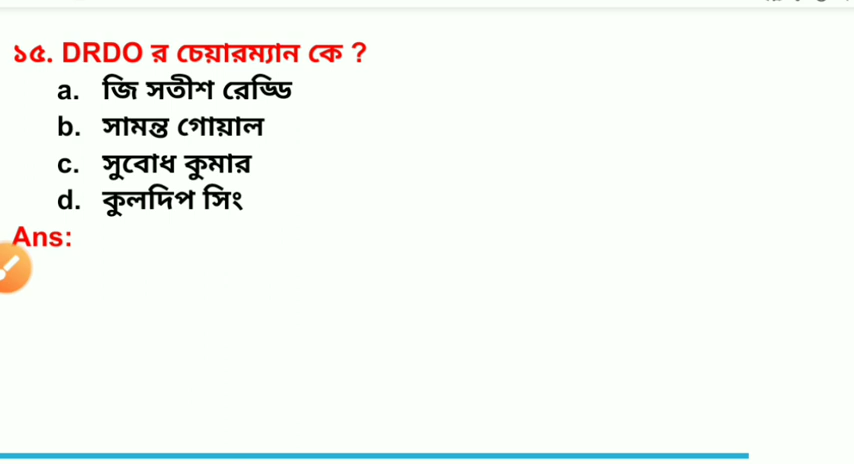 ১৫. DRDO র চেয়ারম্যান কে ?
a. জি সতীশ রেড্ডি
b. সামন্ত গোয়াল
c. সুবোধ কুমার
d. কুলদিপ সিং
Ans: